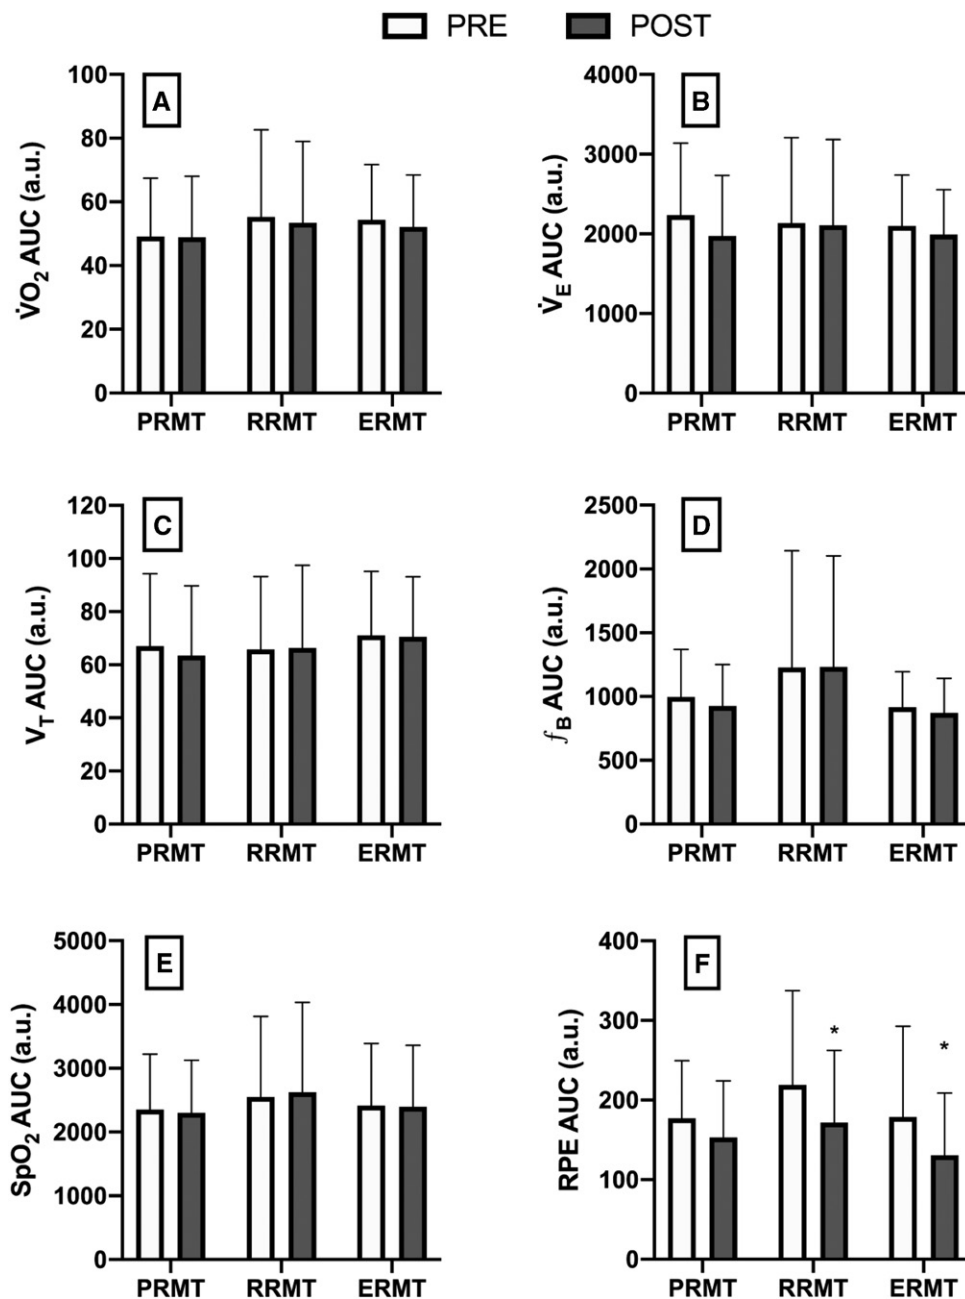 PRE POST
A
V̇O2 AUC (a.u.)
100
80
60
40
20
0
PRMT RRMT ERMT
B
V̇E AUC (a.u.)
4000
3000
2000
1000
0
PRMT RRMT ERMT
C
VT AUC (a.u.)
120
100
80
60
40
20
0
PRMT RRMT ERMT
D
fB AUC (a.u.)
2500
2000
1500
1000
500
0
PRMT RRMT ERMT
E
SpO2 AUC (a.u.)
5000
4000
3000
2000
1000
0
PRMT RRMT ERMT
F
RPE AUC (a.u.)
400
300
200
100
0
* *
PRMT RRMT ERMT